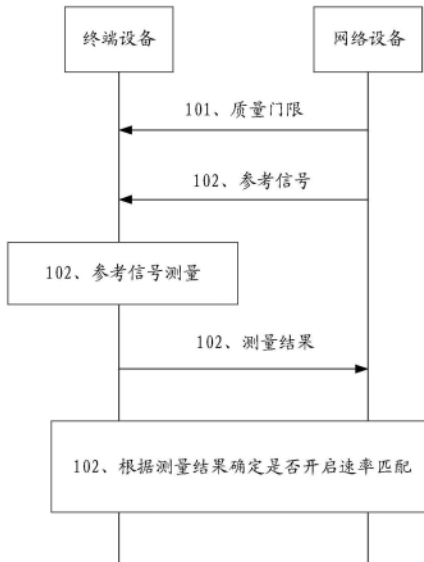 终端设备
网络设备
101、质量门限
102、参考信号
102、参考信号测量
102、测量结果
102、根据测量结果确定是否开启速率匹配